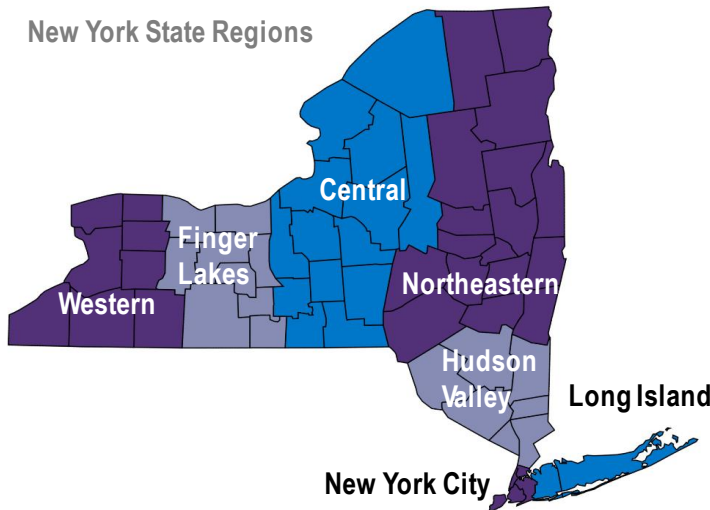 New York State Regions
Central
Finger
Lakes
Northeastern
Western
Hudson
Valley
Long Island
New York City